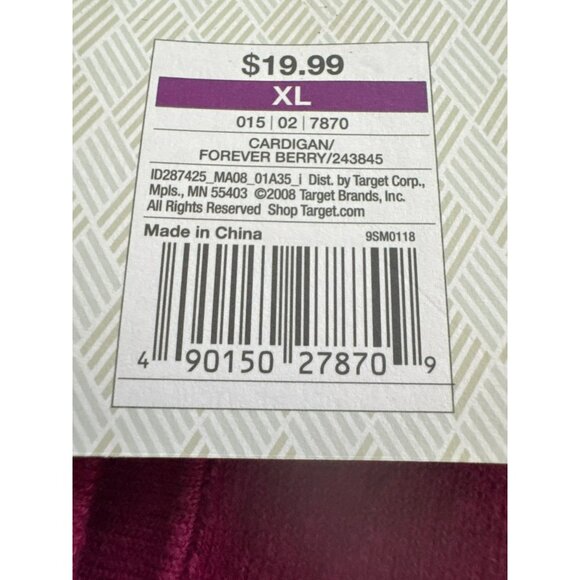 $19.99
XL
015 | 02 | 7870
CARDIGAN/
FOREVER BERRY/243845
ID287425_MA08_01A35_i Dist. by Target Corp.,
Mpls., MN 55403 ©2008 Target Brands, Inc.
All Rights Reserved Shop Target.com
Made in China 9SM0118
4 90150 27870 9